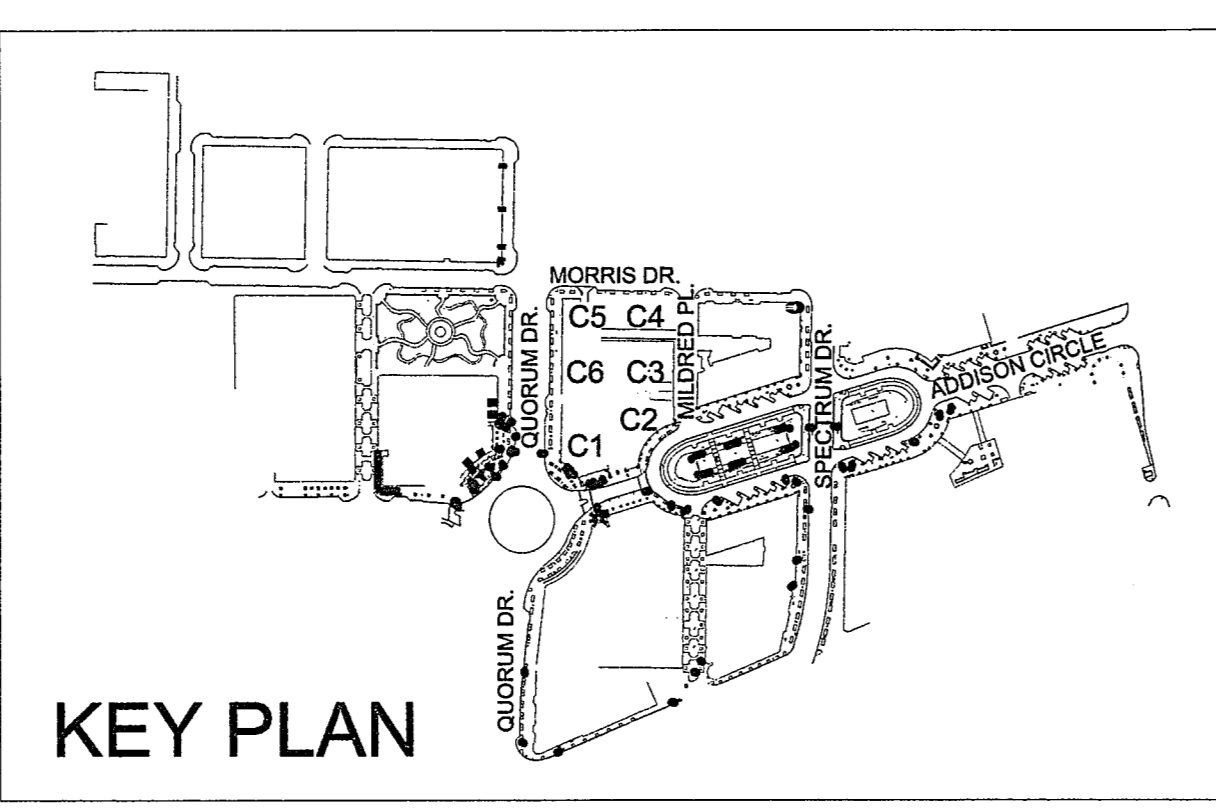 MORRIS DR.
C5 C4
MILDRED PL.
QUORUM DR.
C6 C3
SPECTRUM DR.
ADDISON CIRCLE
C2
C1
QUORUM DR.
KEY PLAN